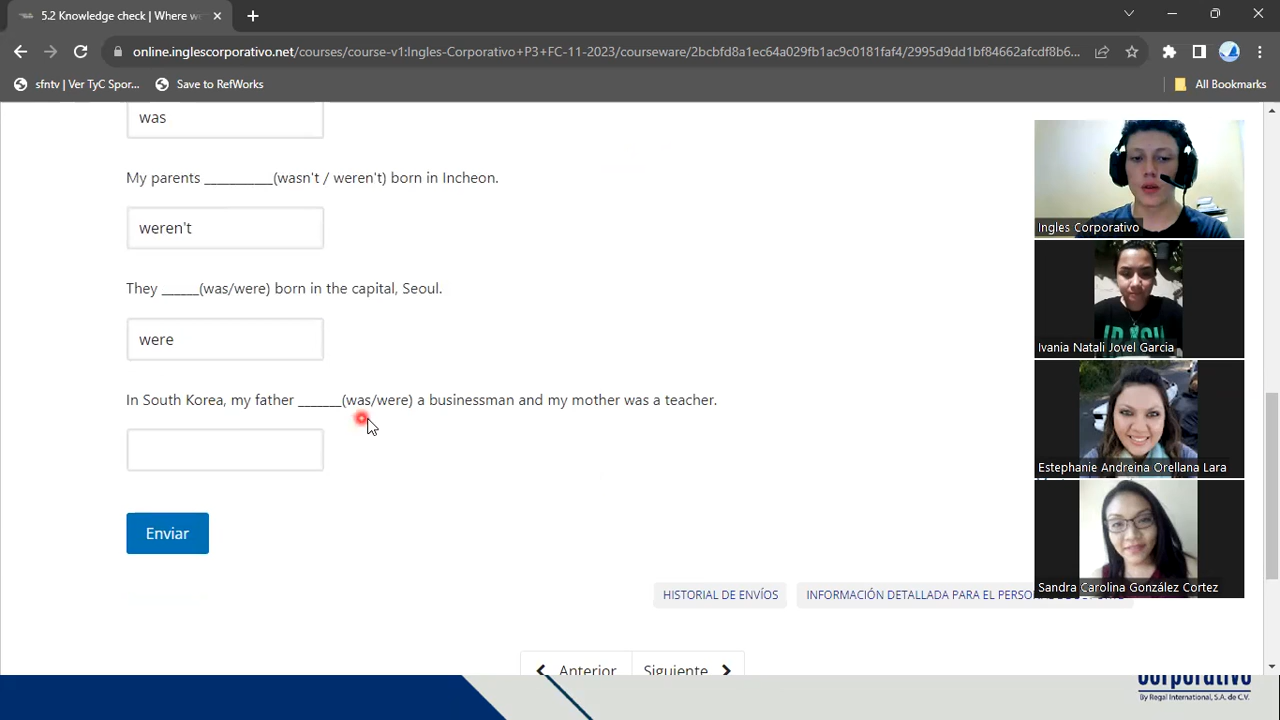 5.2 Knowledge check | Where we
online.inglescorporativo.net/courses/course-v1:Ingles-Corporativo+P3+FC-11-2023/courseware/2bcbfd8a1ec64a029fb1ac9c0181faf4/2995d9dd1bf84662afcdf8b6...
sfntv | Ver TyC Spor...
Save to RefWorks
All Bookmarks
was
My parents ___________(wasn't / weren't) born in Incheon.
weren't
They ______(was/were) born in the capital, Seoul.
were
In South Korea, my father _______(was/were) a businessman and my mother was a teacher.
Enviar
HISTORIAL DE ENVÍOS
INFORMACIÓN DETALLADA PARA EL
Anterior
Siguiente
Ingles Corporativo
Ivania Natali Jovel Garcia
Estephanie Andreina Orellana Lara
Sandra Carolina González Cortez
corporativo
By Regal International, S.A. de C.V.